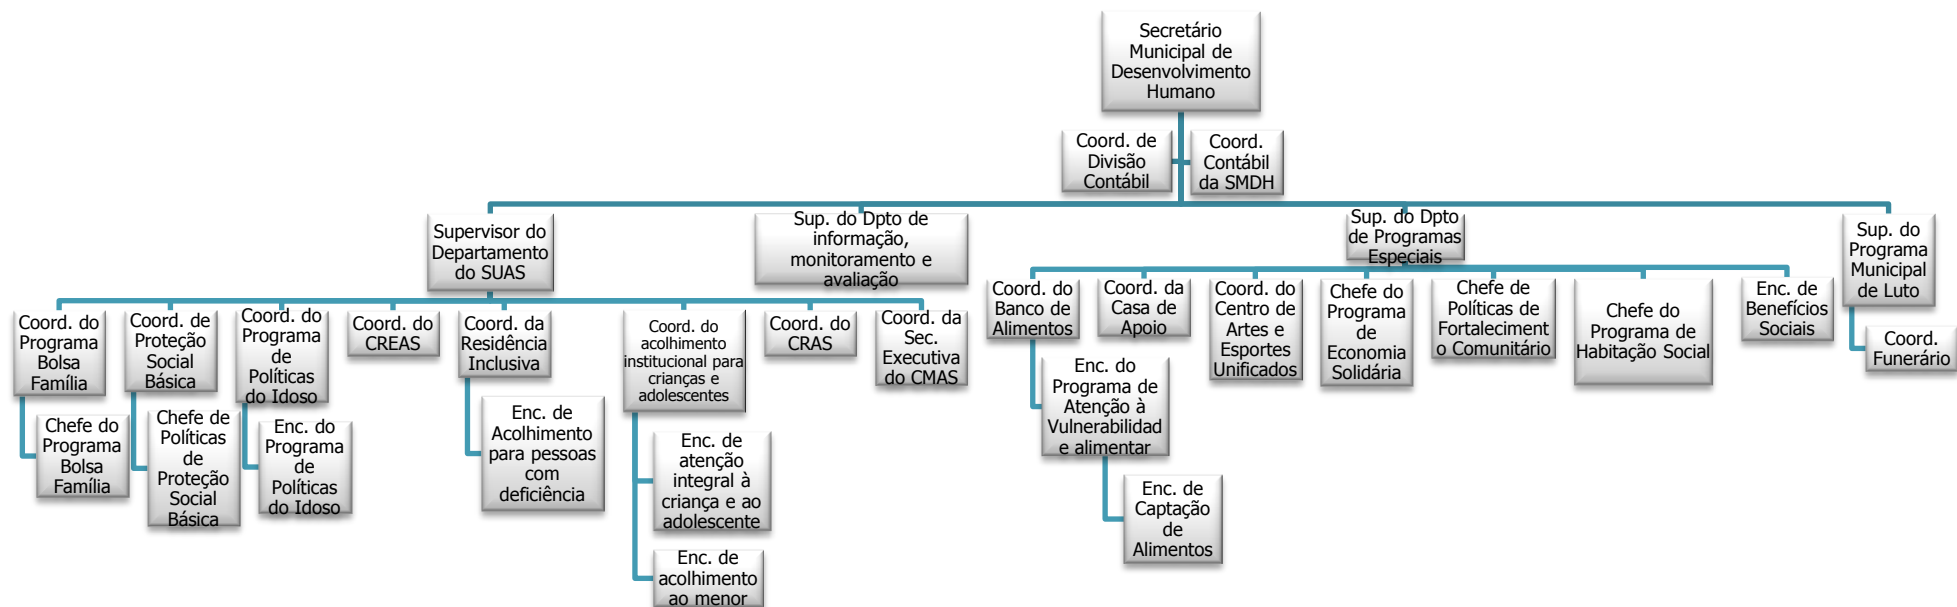 Secretário
Municipal de
Desenvolvimento
Humano
Coord. de
Divisão
Contábil
Coord.
Contábil
da SMDH
Supervisor do
Departamento
do SUAS
Sup. do Dpto de
informação,
monitoramento e
avaliação
Sup. do Dpto
de Programas
Especiais
Sup. do
Programa
Municipal
de Luto
Coord. do
Programa
Bolsa
Família
Coord. de
Proteção
Social
Básica
Coord. do
Programa
de
Políticas
do Idoso
Coord. do
CREAS
Coord. da
Residência
Inclusiva
Coord. do
acolhimento
institucional para
crianças e
adolescentes
Coord. do
CRAS
Coord. da
Sec.
Executiva
do CMAS
Coord. do
Banco de
Alimentos
Coord. da
Casa de
Apoio
Coord. do
Centro de
Artes e
Esportes
Unificados
Chefe do
Programa
de
Economia
Solidária
Chefe de
Políticas de
Fortaleciment
o Comunitário
Chefe do
Programa de
Habitação Social
Enc. de
Benefícios
Sociais
Coord.
Funerário
Chefe do
Programa
Bolsa
Família
Chefe de
Políticas
de
Proteção
Social
Básica
Enc. do
Programa
de
Políticas
do Idoso
Enc. de
Acolhimento
para pessoas
com
deficiência
Enc. de
atenção
integral à
criança e ao
adolescente
Enc. de
acolhimento
ao menor
Enc. do
Programa de
Atenção à
Vulnerabilidad
e alimentar
Enc. de
Captação
de
Alimentos